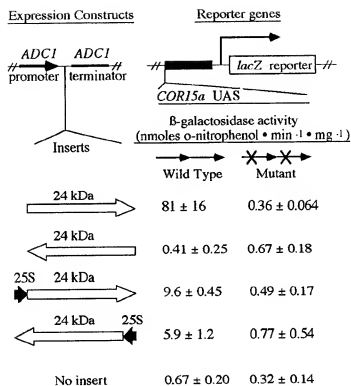 Expression Constructs Reporter genes
ADC1 ADC1
promoter terminator
lacZ reporter
COR15a UAS
Inserts
ß-galactosidase activity
(nmoles o-nitrophenol • min -1 • mg -1)
Wild Type Mutant
24 kDa
81 ± 16 0.36 ± 0.064
24 kDa
0.41 ± 0.25 0.67 ± 0.18
25S 24 kDa
9.6 ± 0.45 0.49 ± 0.17
24 kDa 25S
5.9 ± 1.2 0.77 ± 0.54
No insert 0.67 ± 0.20 0.32 ± 0.14